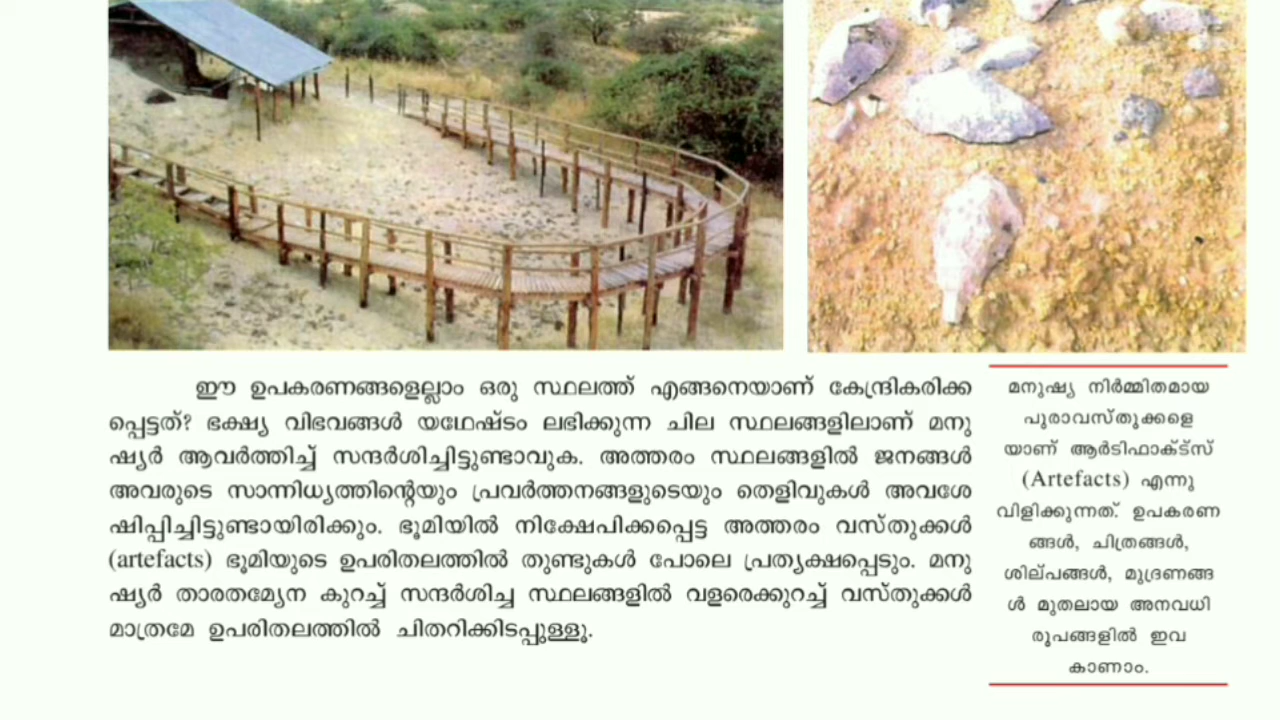 ഈ ഉപകരണങ്ങളെല്ലാം ഒരു സ്ഥലത്ത് എങ്ങനെയാണ് കേന്ദ്രീകരിക്ക
പ്പെട്ടത്? ഭക്ഷ്യ വിഭവങ്ങൾ യഥേഷ്ടം ലഭിക്കുന്ന ചില സ്ഥലങ്ങളിലാണ് മനു
ഷ്യർ ആവർത്തിച്ച് സന്ദർശിച്ചിട്ടുണ്ടാവുക. അത്തരം സ്ഥലങ്ങളിൽ ജനങ്ങൾ
അവരുടെ സാന്നിധ്യത്തിന്റെയും പ്രവർത്തനങ്ങളുടെയും തെളിവുകൾ അവശേ
ഷിപ്പിച്ചിട്ടുണ്ടായിരിക്കും. ഭൂമിയിൽ നിക്ഷേപിക്കപ്പെട്ട അത്തരം വസ്തുക്കൾ
(artefacts) ഭൂമിയുടെ ഉപരിതലത്തിൽ തുണ്ടുകൾ പോലെ പ്രത്യക്ഷപ്പെടും. മനു
ഷ്യർ താരതമ്യേന കുറച്ച് സന്ദർശിച്ച സ്ഥലങ്ങളിൽ വളരെക്കുറച്ച് വസ്തുക്കൾ
മാത്രമേ ഉപരിതലത്തിൽ ചിതറിക്കിടപ്പുള്ളൂ.
മനുഷ്യ നിർമ്മിതമായ
പുരാവസ്തുക്കളെ
യാണ് ആർടിഫാക്ട്സ്
(Artefacts) എന്നു
വിളിക്കുന്നത്. ഉപകരണ
ങ്ങൾ, ചിത്രങ്ങൾ,
ശില്പങ്ങൾ, മുദ്രണങ്ങ
ൾ മുതലായ അനവധി
രൂപങ്ങളിൽ ഇവ
കാണാം.